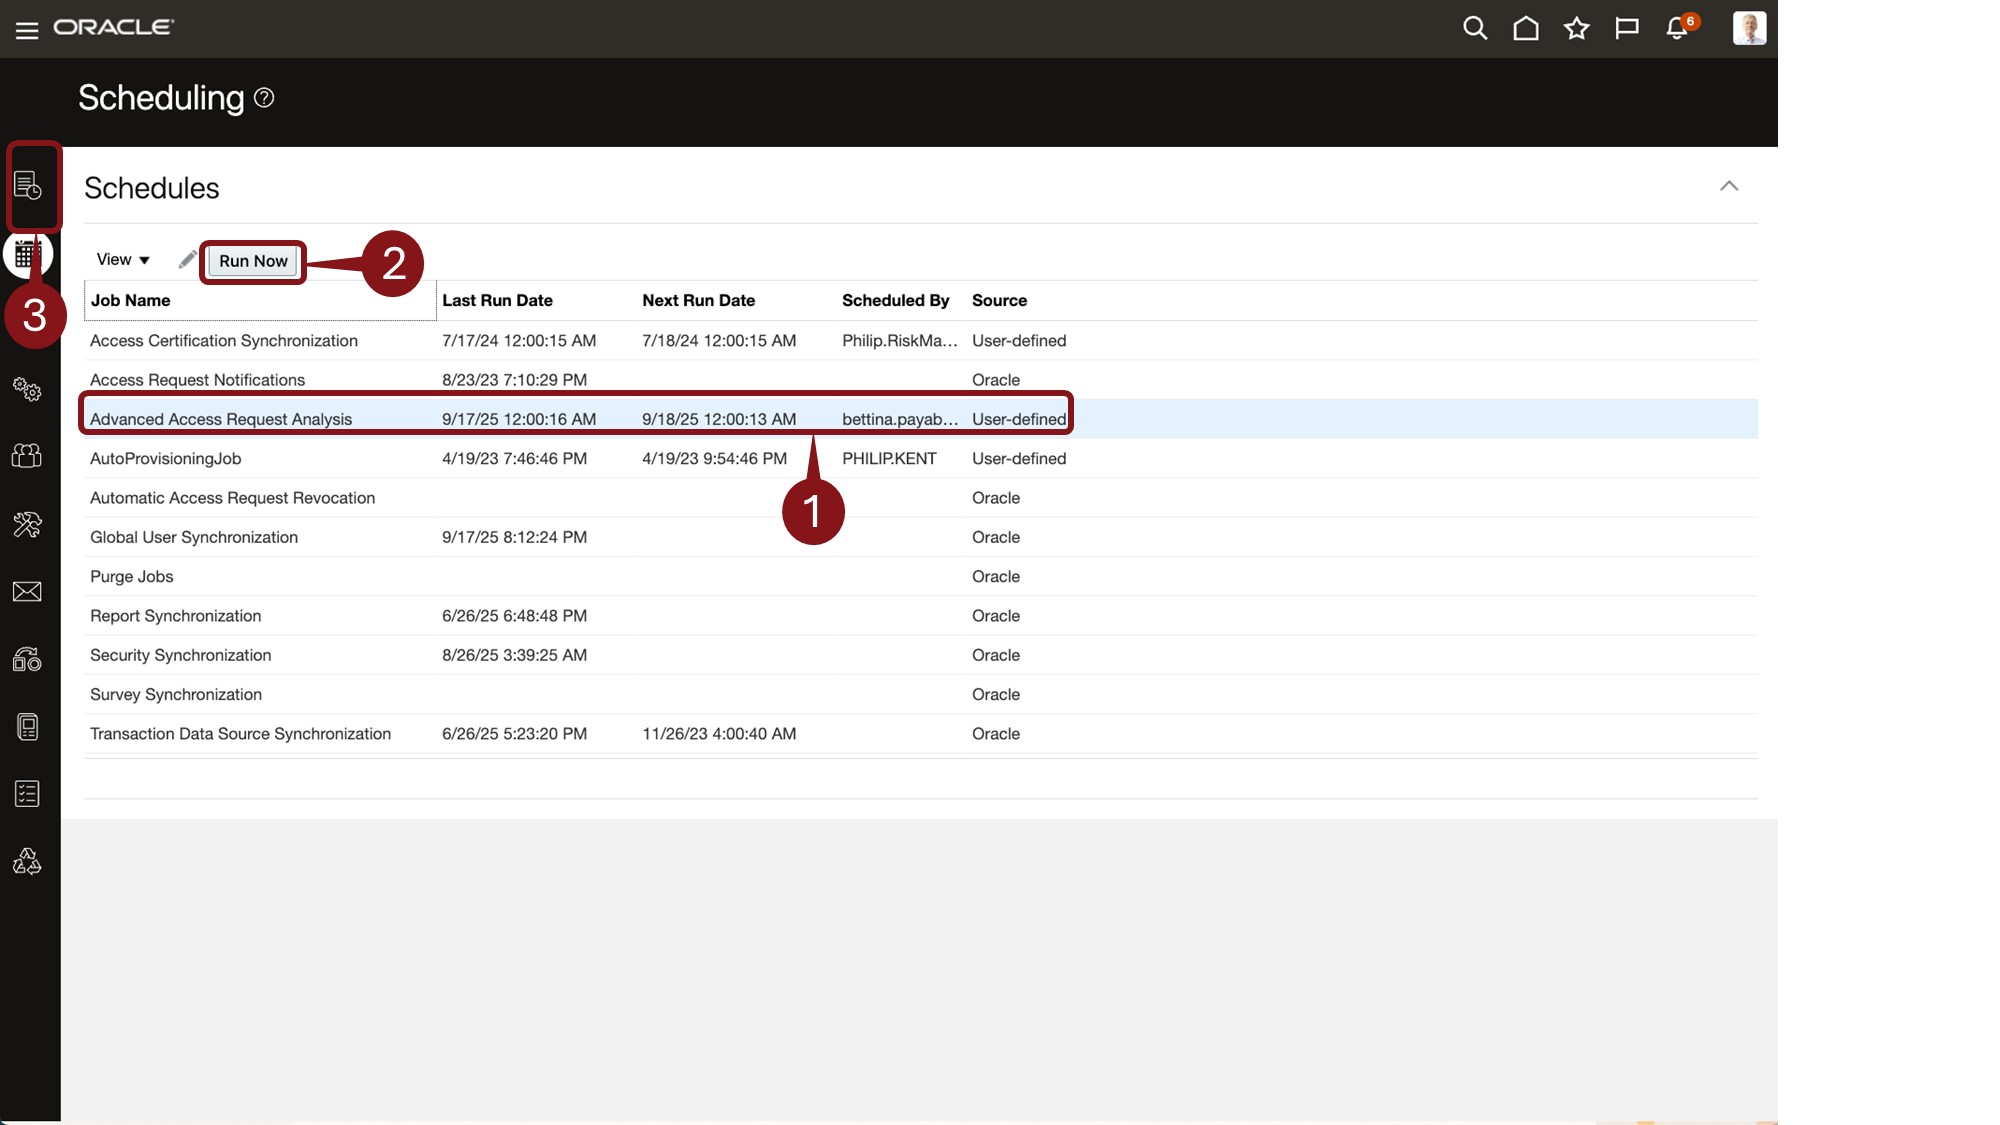 ORACLE
6
Scheduling ?
Schedules
View Run Now 2
3
Job Name Last Run Date Next Run Date Scheduled By Source
Access Certification Synchronization 7/17/24 12:00:15 AM 7/18/24 12:00:15 AM Philip.RiskMa... User-defined
Access Request Notifications 8/23/23 7:10:29 PM Oracle
Advanced Access Request Analysis 9/17/25 12:00:16 AM 9/18/25 12:00:13 AM bettina.payab... User-defined
AutoProvisioningJob 4/19/23 7:46:46 PM 4/19/23 9:54:46 PM PHILIP.KENT User-defined
1
Automatic Access Request Revocation Oracle
Global User Synchronization 9/17/25 8:12:24 PM Oracle
Purge Jobs Oracle
Report Synchronization 6/26/25 6:48:48 PM Oracle
Security Synchronization 8/26/25 3:39:25 AM Oracle
Survey Synchronization Oracle
Transaction Data Source Synchronization 6/26/25 5:23:20 PM 11/26/23 4:00:40 AM Oracle